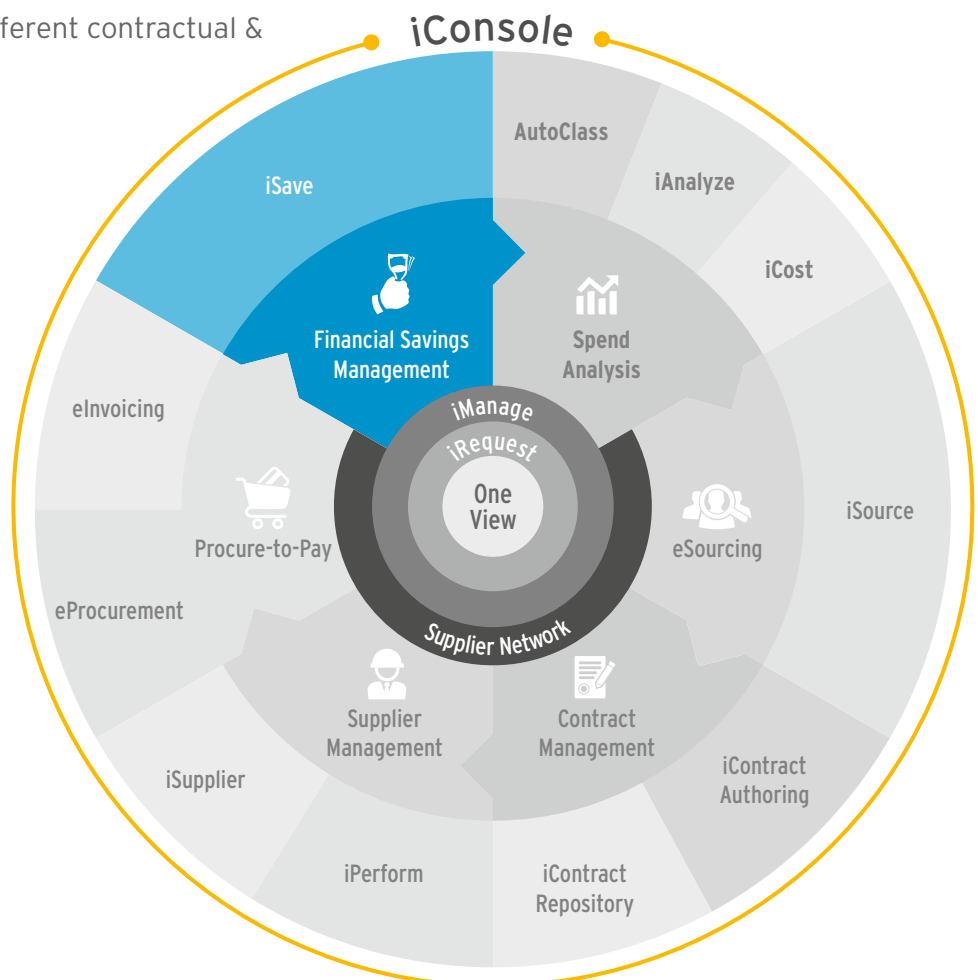 ferent contractual &
iConsole
AutoClass
iAnalyze
iCost
iSave
Financial Savings
Management
Spend
Analysis
iManage
iRequest
One
View
eInvoicing
Procure-to-Pay
eSourcing
iSource
eProcurement
Supplier Network
Supplier
Management
Contract
Management
iSupplier
iContract
Authoring
iPerform
iContract
Repository